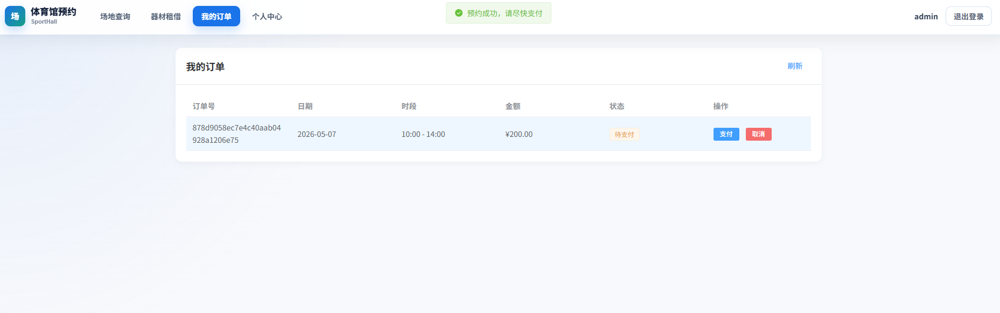 场
体育馆预约
SportHall
场地查询
器材租借
我的订单
个人中心
预约成功，请尽快支付
admin
退出登录
我的订单
刷新
订单号
日期
时段
金额
状态
操作
878d9058ec7e4c40aab04
928a1206e75
2026-05-07
10:00 - 14:00
¥200.00
待支付
支付
取消